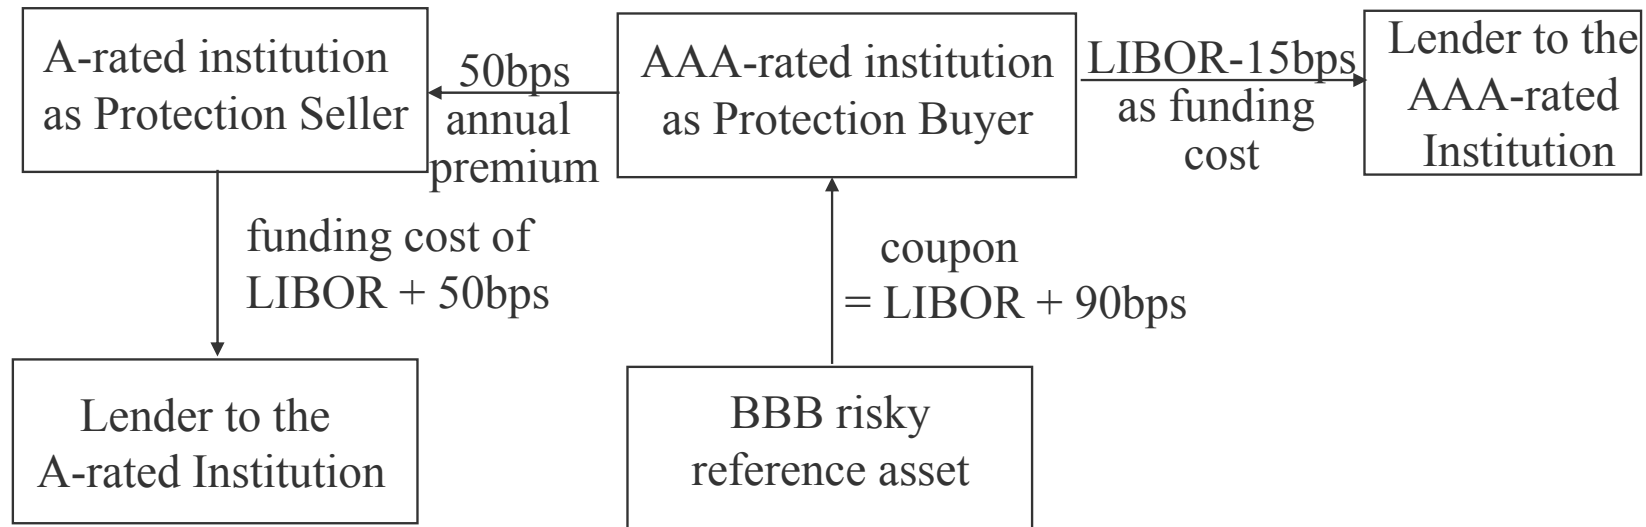 A-rated institution
as Protection Seller
50bps
annual
premium
AAA-rated institution
as Protection Buyer
LIBOR-15bps
as funding
cost
Lender to the
AAA-rated
Institution
funding cost of
LIBOR + 50bps
coupon
= LIBOR + 90bps
Lender to the
A-rated Institution
BBB risky
reference asset